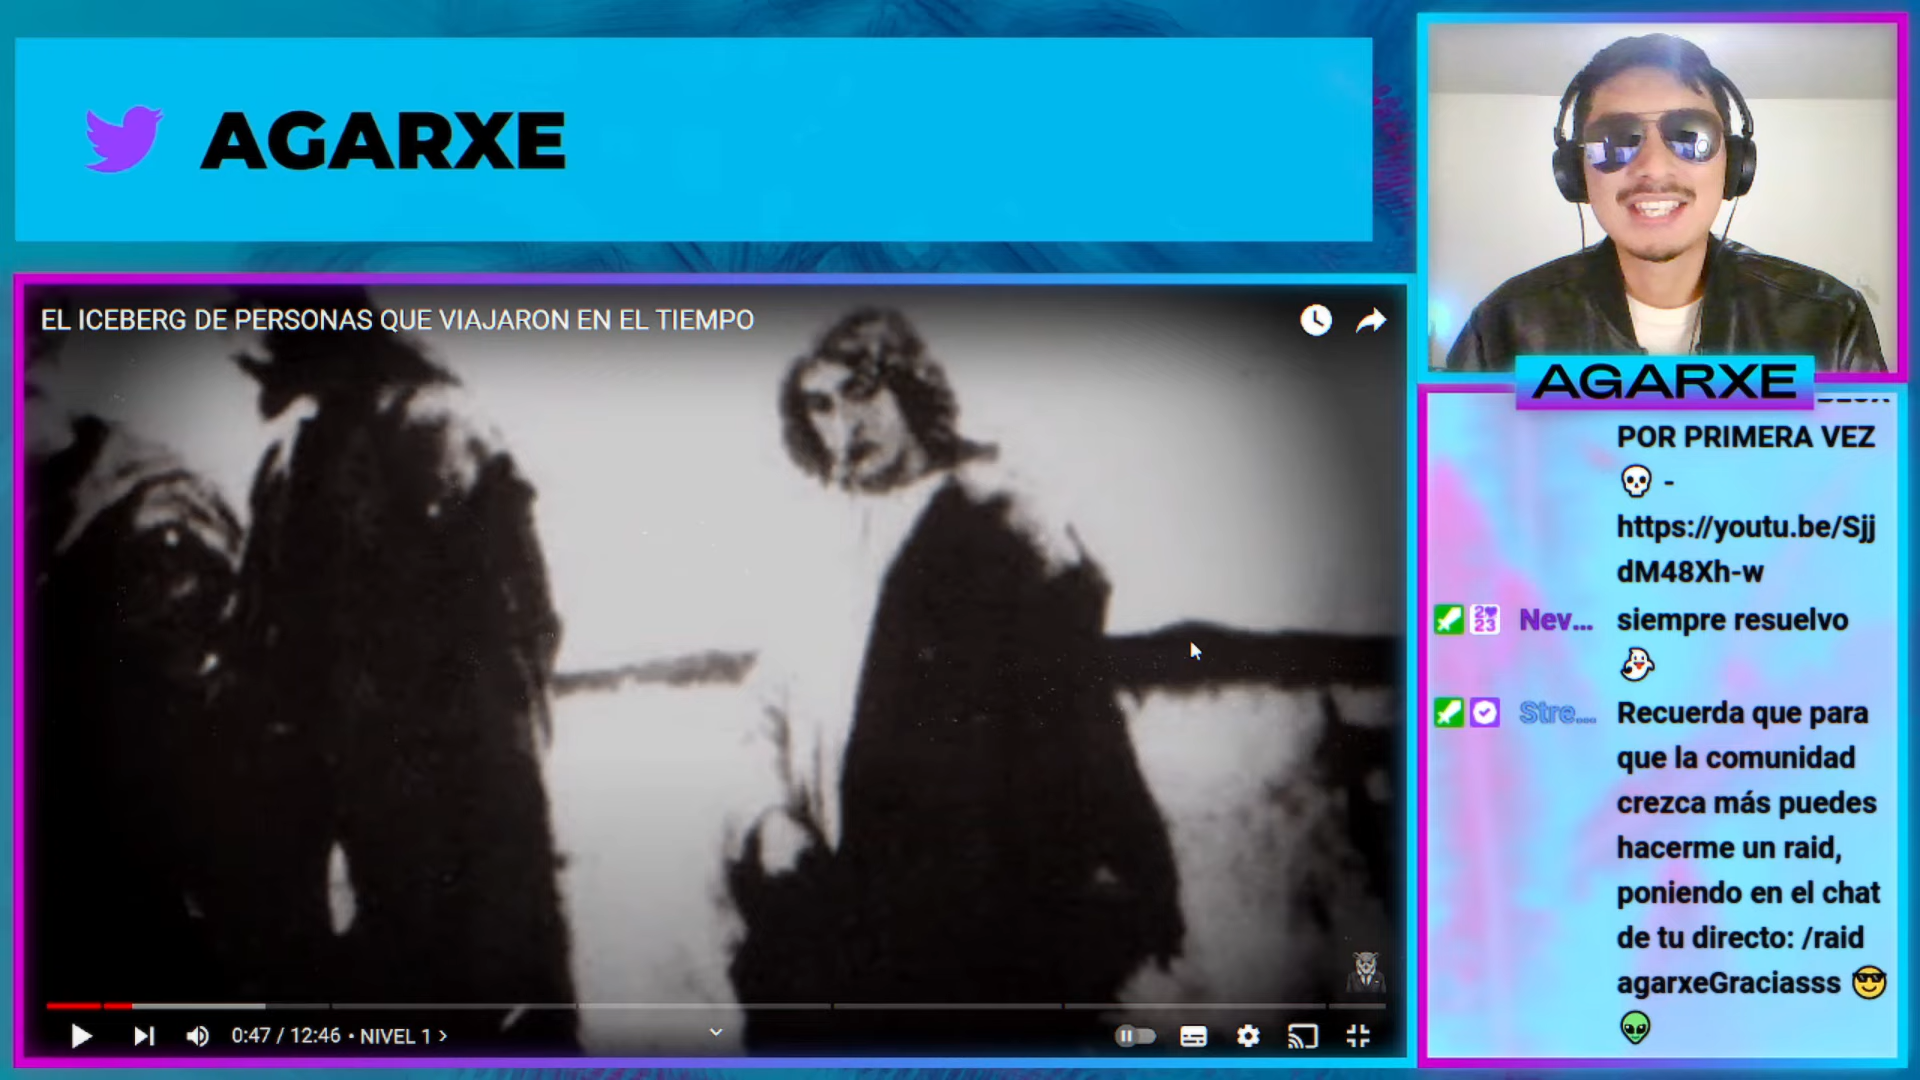 AGARXE
EL ICEBERG DE PERSONAS QUE VIAJARON EN EL TIEMPO
0:47 / 12:46 • NIVEL 1 >
AGARXE
POR PRIMERA VEZ
💀 -
https://youtu.be/Sjj
dM48Xh-w
Nev... siempre resuelvo
👻
Stre... Recuerda que para
que la comunidad
crezca más puedes
hacerme un raid,
poniendo en el chat
de tu directo: /raid
agarxeGraciasss 😎
👽